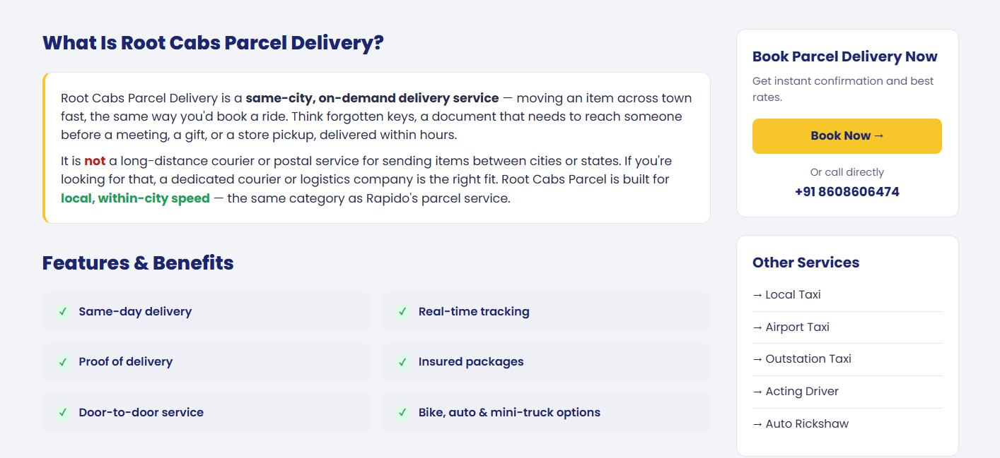 What Is Root Cabs Parcel Delivery?
Root Cabs Parcel Delivery is a same-city, on-demand delivery service — moving an item across town
fast, the same way you'd book a ride. Think forgotten keys, a document that needs to reach someone
before a meeting, a gift, or a store pickup, delivered within hours.
It is not a long-distance courier or postal service for sending items between cities or states. If you're
looking for that, a dedicated courier or logistics company is the right fit. Root Cabs Parcel is built for
local, within-city speed — the same category as Rapido's parcel service.
Features & Benefits
✓ Same-day delivery
✓ Real-time tracking
✓ Proof of delivery
✓ Insured packages
✓ Door-to-door service
✓ Bike, auto & mini-truck options
Book Parcel Delivery Now
Get instant confirmation and best
rates.
Book Now →
Or call directly
+91 8608606474
Other Services
→ Local Taxi
→ Airport Taxi
→ Outstation Taxi
→ Acting Driver
→ Auto Rickshaw